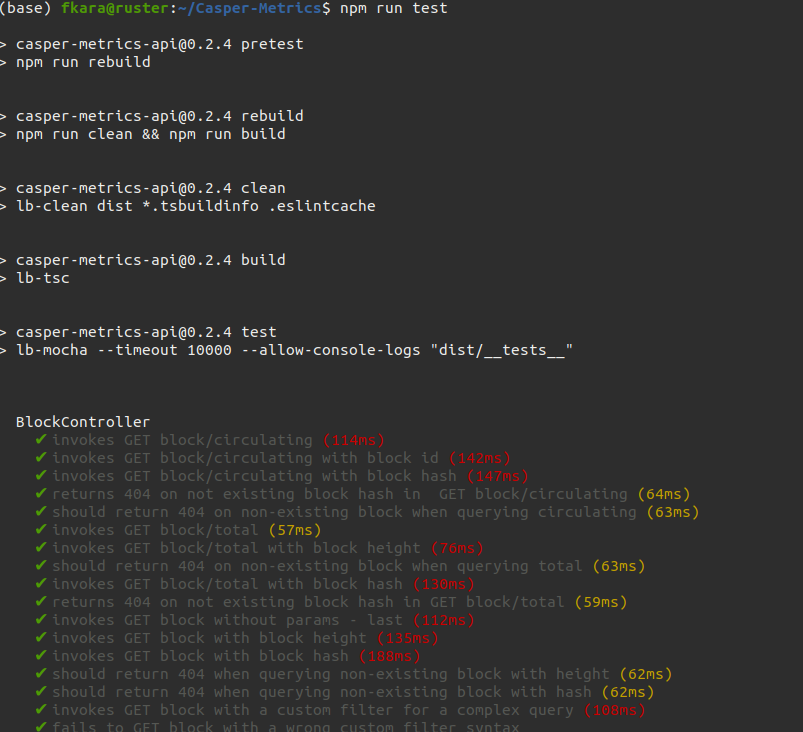 (base) fkara@ruster:~/Casper-Metrics$ npm run test
> casper-metrics-api@0.2.4 pretest
> npm run rebuild
> casper-metrics-api@0.2.4 rebuild
> npm run clean && npm run build
> casper-metrics-api@0.2.4 clean
> lb-clean dist *.tsbuildinfo .eslintcache
> casper-metrics-api@0.2.4 build
> lb-tsc
> casper-metrics-api@0.2.4 test
> lb-mocha --timeout 10000 --allow-console-logs "dist/__tests__"
BlockController
✔ invokes GET block/circulating (114ms)
✔ invokes GET block/circulating with block id (142ms)
✔ invokes GET block/circulating with block hash (147ms)
✔ returns 404 on not existing block hash in  GET block/circulating (64ms)
✔ should return 404 on non-existing block when querying circulating (63ms)
✔ invokes GET block/total (57ms)
✔ invokes GET block/total with block height (76ms)
✔ should return 404 on non-existing block when querying total (63ms)
✔ invokes GET block/total with block hash (130ms)
✔ returns 404 on not existing block hash in GET block/total (59ms)
✔ invokes GET block without params - last (112ms)
✔ invokes GET block with block height (135ms)
✔ invokes GET block with block hash (188ms)
✔ should return 404 when querying non-existing block with height (62ms)
✔ should return 404 when querying non-existing block with hash (62ms)
✔ invokes GET block with a custom filter for a complex query (108ms)
✔ fails to GET block with a wrong custom filter syntax